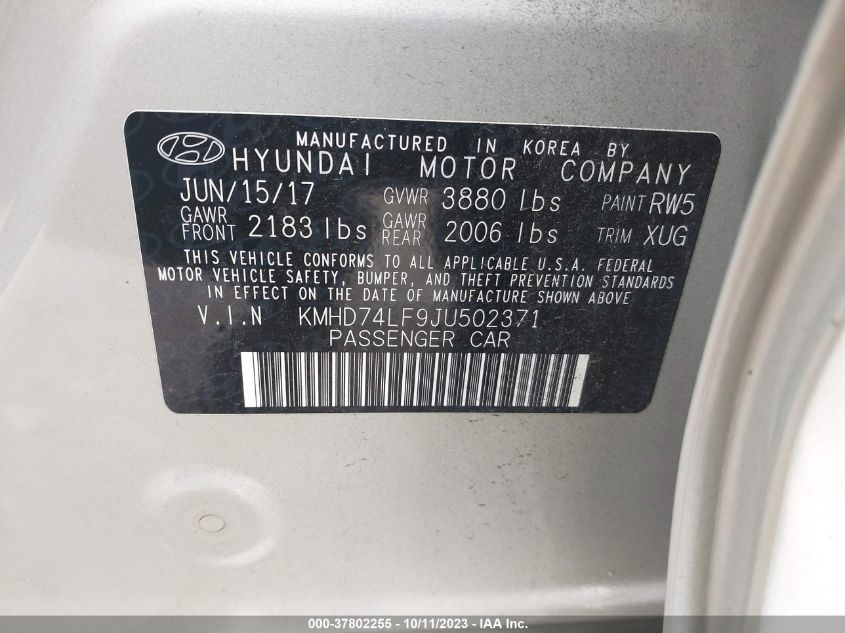 MANUFACTURED IN KOREA BY
HYUNDAI MOTOR COMPANY
JUN/15/17 GVWR 3880 lbs PAINT RW5
GAWR FRONT 2183 lbs GAWR REAR 2006 lbs TRIM XUG
THIS VEHICLE CONFORMS TO ALL APPLICABLE U.S.A. FEDERAL
MOTOR VEHICLE SAFETY, BUMPER, AND THEFT PREVENTION STANDARDS
IN EFFECT ON THE DATE OF MANUFACTURE SHOWN ABOVE
V.I.N KMHD74LF9JU502371
PASSENGER CAR
000-37802255 - 10/11/2023 - IAA Inc.